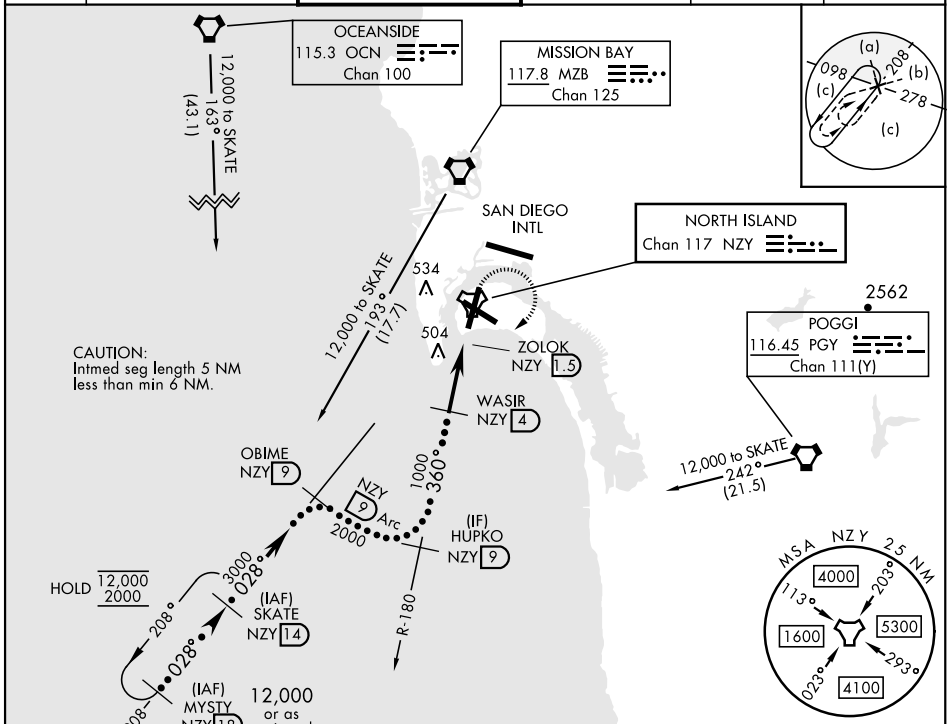 OCEANSIDE
115.3 OCN
Chan 100
12,000 to SKATE
163°
(43.1)
MISSION BAY
117.8 MZB
Chan 125
(a)
208
(b)
098
(c)
278
(c)
SAN DIEGO
INTL
NORTH ISLAND
Chan 117 NZY
12,000 to SKATE
193°
(17.7)
534
504
2562
POGGI
116.45 PGY
Chan 111(Y)
ZOLOK
NZY 1.5
CAUTION:
Intmed seg length 5 NM
less than min 6 NM.
WASIR
NZY 4
12,000 to SKATE
242°
(21.5)
OBIME
NZY 9
1000
360°
NZY
9 Arc
2000
(IF)
HUPKO
NZY 9
R-180
HOLD 12,000
2000
3000
028°
208°
(IAF)
SKATE
NZY 14
028°
MSA NZY 25 NM
4000
113°
203°
1600
5300
023°
293°
4100
(IAF)
MYSTY
NZY 18
12,000
or as